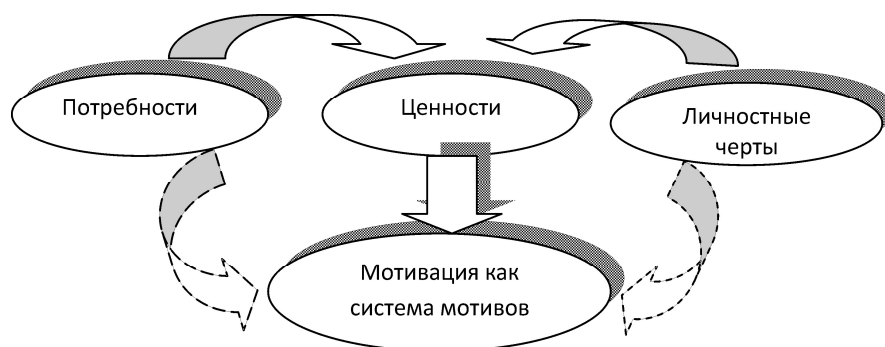 Потребности
Ценности
Личностные
черты
Мотивация как
система мотивов